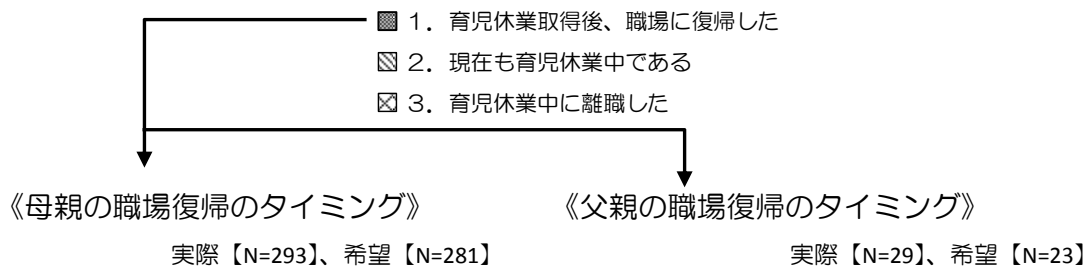 1．育児休業取得後、職場に復帰した
2．現在も育児休業中である
3．育児休業中に離職した
《母親の職場復帰のタイミング》 《父親の職場復帰のタイミング》
実際【N=293】、希望【N=281】 実際【N=29】、希望【N=23】